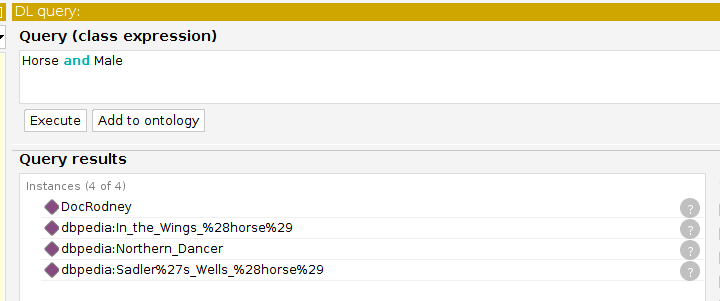 DL query:
Query (class expression)
Horse and Male
Execute Add to ontology
Query results
Instances (4 of 4)
DocRodney ?
dbpedia:In_the_Wings_%28horse%29 ?
dbpedia:Northern_Dancer ?
dbpedia:Sadler%27s_Wells_%28horse%29 ?